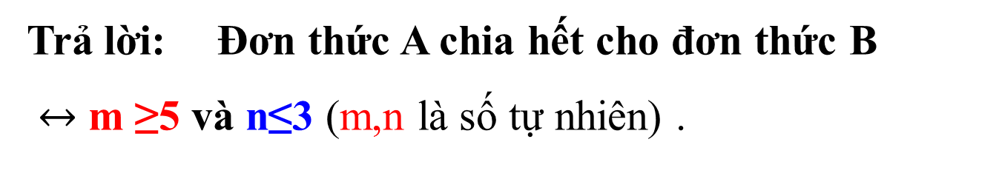 Trả lời: Đơn thức A chia hết cho đơn thức B
↔ m ≥5 và n≤3 (m,n là số tự nhiên) .